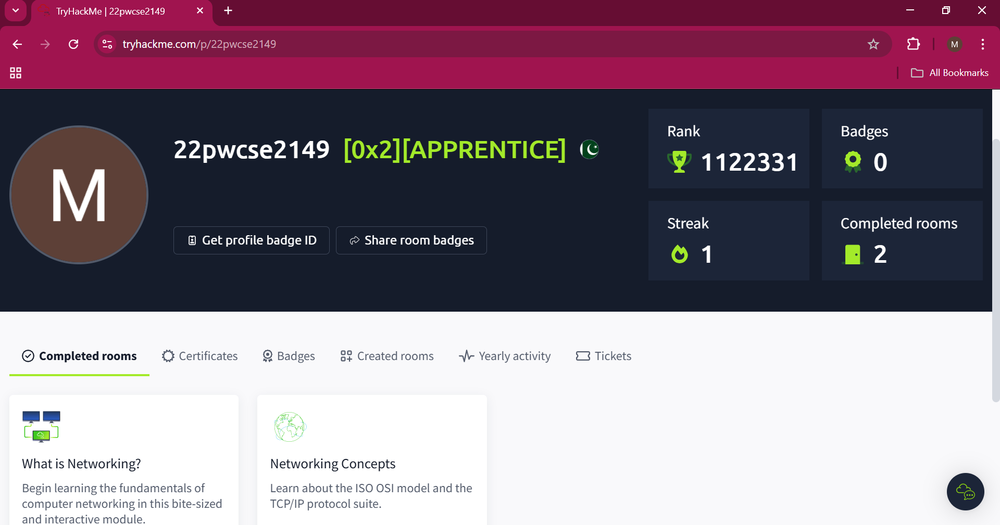 TryHackMe | 22pwcse2149
tryhackme.com/p/22pwcse2149
M
All Bookmarks
M
22pwcse2149 [0x2][APPRENTICE]
Get profile badge ID
Share room badges
Rank
1122331
Badges
0
Streak
1
Completed rooms
2
Completed rooms
Certificates
Badges
Created rooms
Yearly activity
Tickets
What is Networking?
Begin learning the fundamentals of
computer networking in this bite-sized
and interactive module.
Networking Concepts
Learn about the ISO OSI model and the
TCP/IP protocol suite.